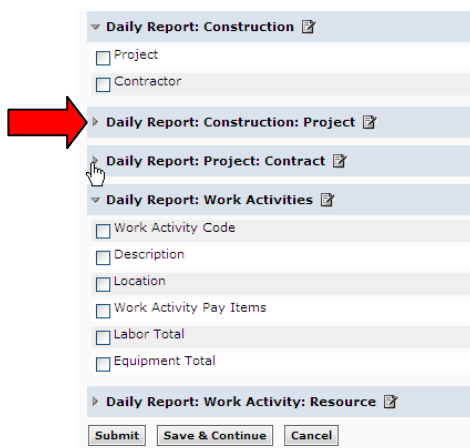 Daily Report: Construction
Project
Contractor
Daily Report: Construction: Project
Daily Report: Project: Contract
Daily Report: Work Activities
Work Activity Code
Description
Location
Work Activity Pay Items
Labor Total
Equipment Total
Daily Report: Work Activity: Resource
Submit Save & Continue Cancel